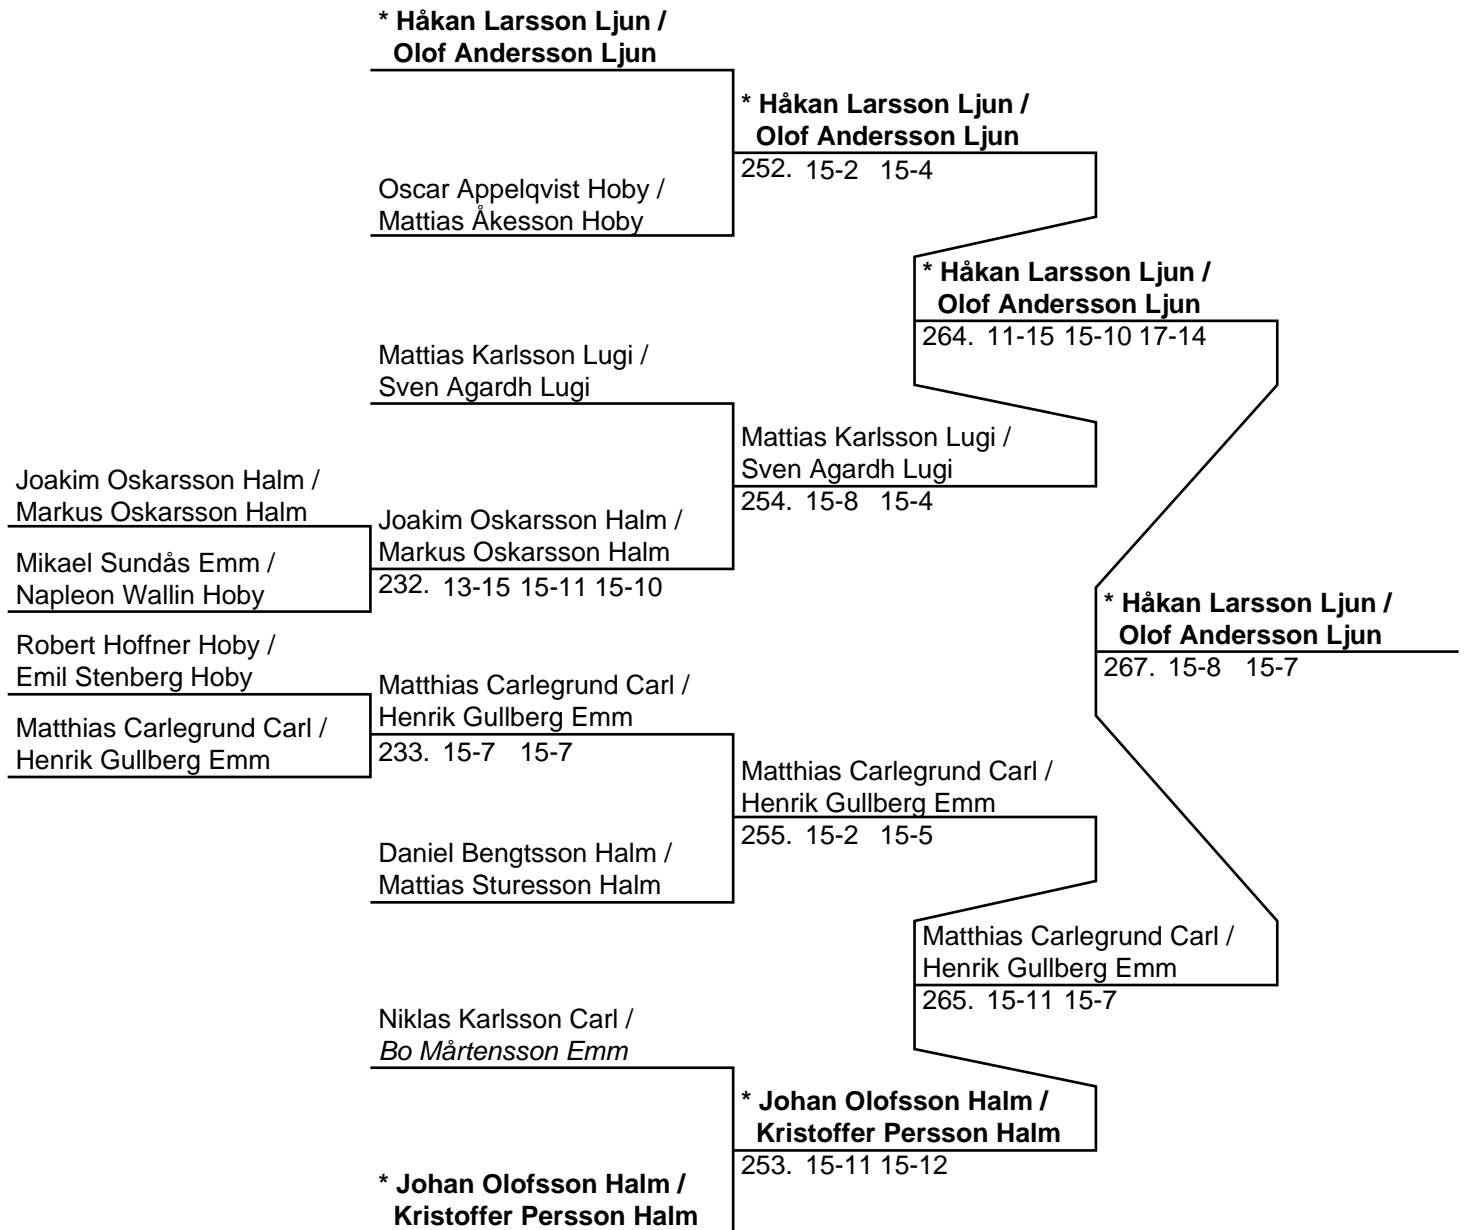 * Håkan Larsson Ljun /
Olof Andersson Ljun
* Håkan Larsson Ljun /
Olof Andersson Ljun
252. 15-2 15-4
Oscar Appelqvist Hoby /
Mattias Åkesson Hoby
* Håkan Larsson Ljun /
Olof Andersson Ljun
264. 11-15 15-10 17-14
Mattias Karlsson Lugi /
Sven Agardh Lugi
Mattias Karlsson Lugi /
Sven Agardh Lugi
254. 15-8 15-4
Joakim Oskarsson Halm /
Markus Oskarsson Halm
Joakim Oskarsson Halm /
Markus Oskarsson Halm
232. 13-15 15-11 15-10
Mikael Sundås Emm /
Napleon Wallin Hoby
* Håkan Larsson Ljun /
Olof Andersson Ljun
267. 15-8 15-7
Robert Hoffner Hoby /
Emil Stenberg Hoby
Matthias Carlegrund Carl /
Henrik Gullberg Emm
233. 15-7 15-7
Matthias Carlegrund Carl /
Henrik Gullberg Emm
Matthias Carlegrund Carl /
Henrik Gullberg Emm
255. 15-2 15-5
Daniel Bengtsson Halm /
Mattias Sturesson Halm
Matthias Carlegrund Carl /
Henrik Gullberg Emm
265. 15-11 15-7
Niklas Karlsson Carl /
Bo Mårtensson Emm
* Johan Olofsson Halm /
Kristoffer Persson Halm
253. 15-11 15-12
* Johan Olofsson Halm /
Kristoffer Persson Halm